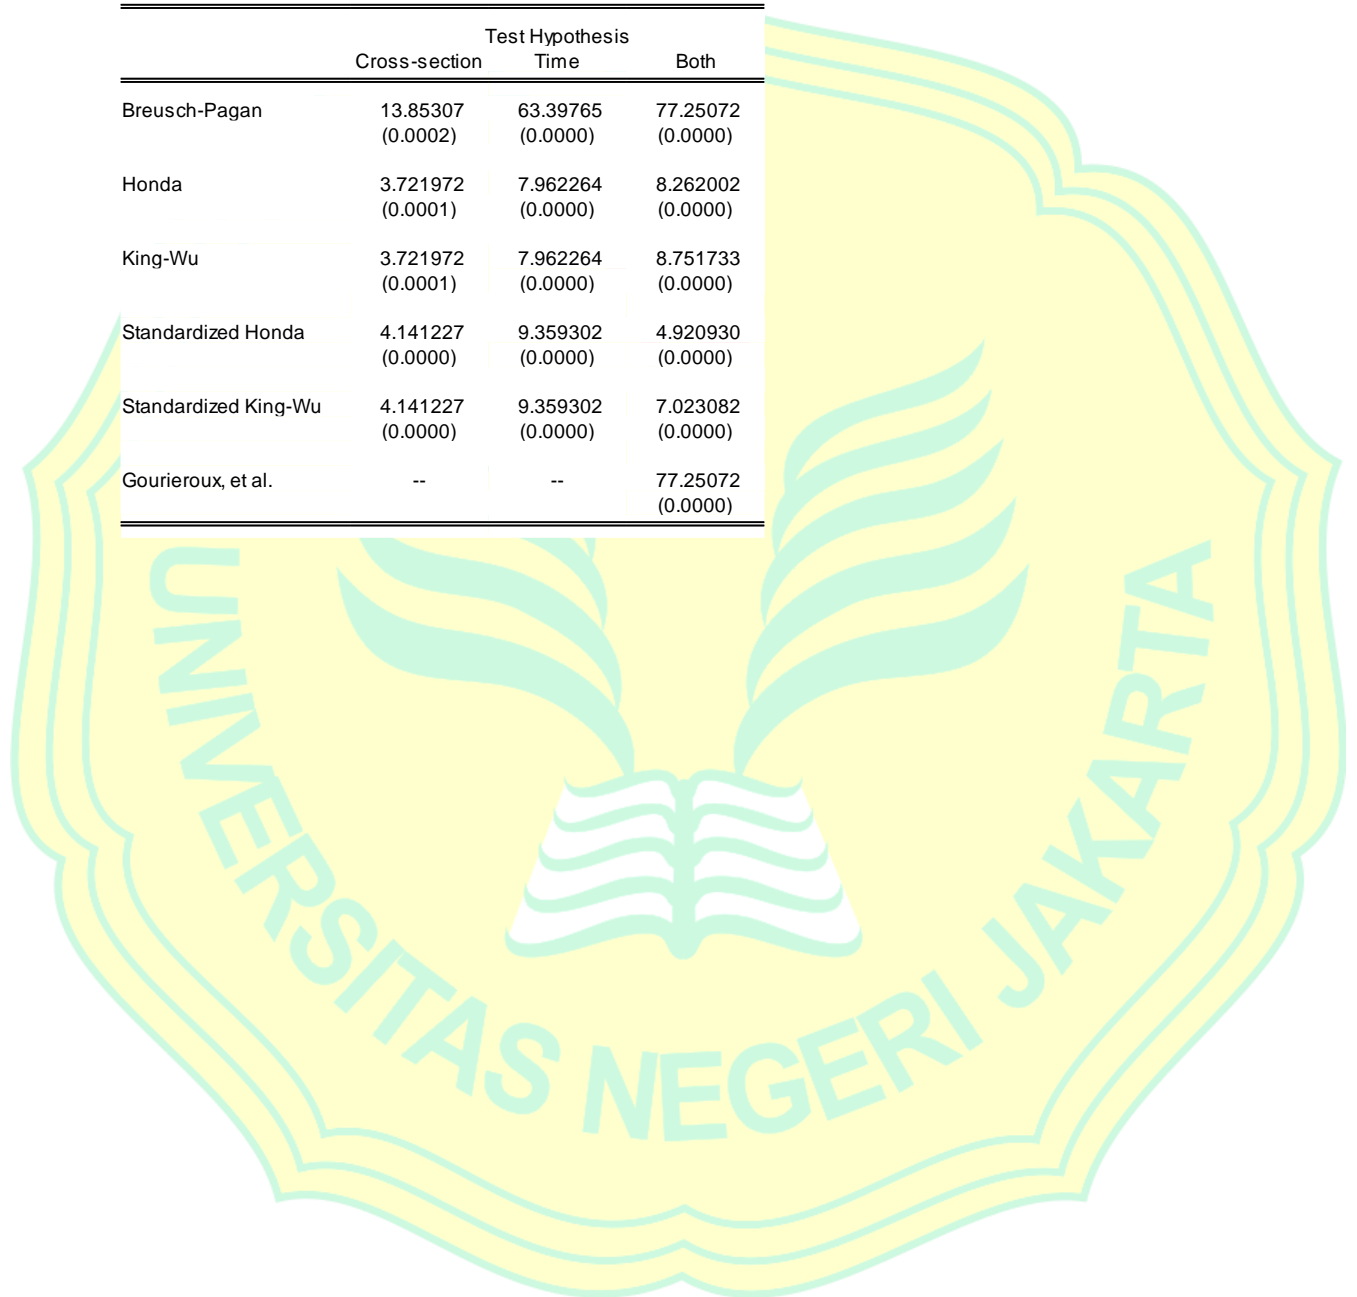 Test Hypothesis
Cross-section Time Both
Breusch-Pagan 13.85307 63.39765 77.25072
(0.0002) (0.0000) (0.0000)
Honda 3.721972 7.962264 8.262002
(0.0001) (0.0000) (0.0000)
King-Wu 3.721972 7.962264 8.751733
(0.0001) (0.0000) (0.0000)
Standardized Honda 4.141227 9.359302 4.920930
(0.0000) (0.0000) (0.0000)
Standardized King-Wu 4.141227 9.359302 7.023082
(0.0000) (0.0000) (0.0000)
Gourieroux, et al. -- -- 77.25072
(0.0000)
UNIVERSITAS NEGERI JAKARTA